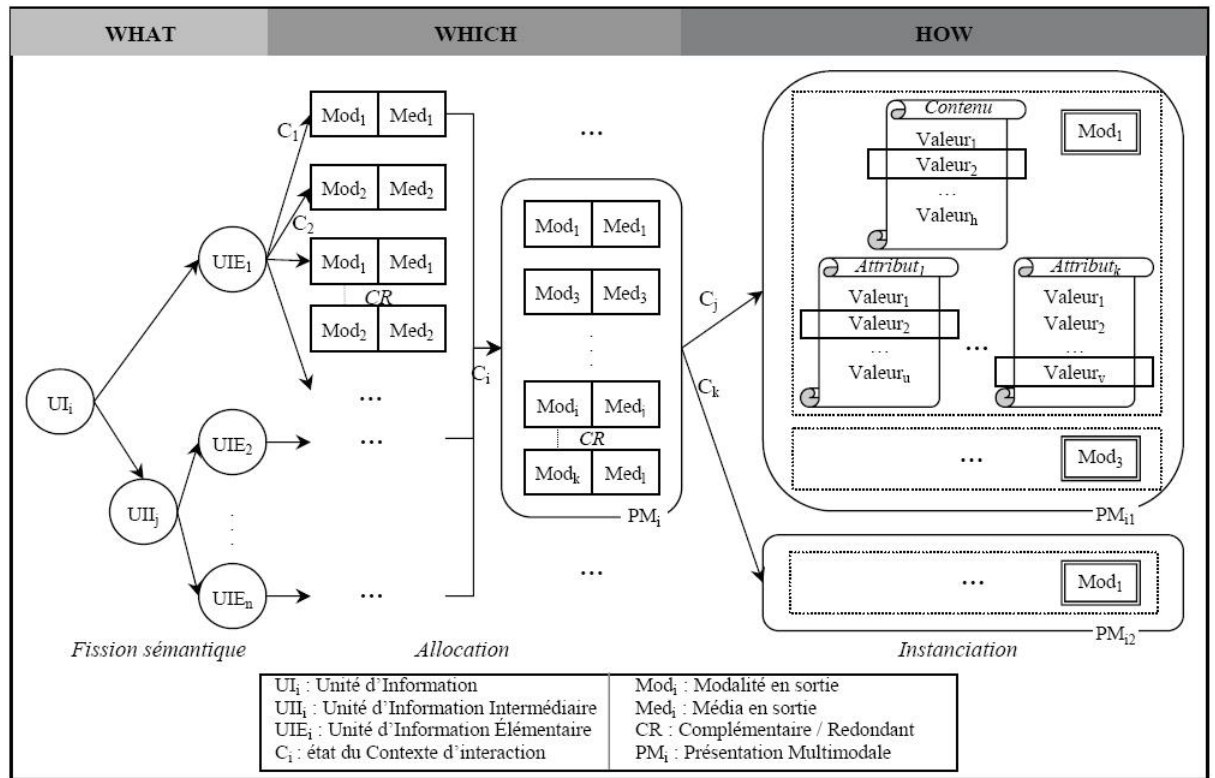 WHAT WHICH HOW
C₁
Mod₁ Med₁
...
Contenu
Valeur₁
Valeur₂
...
Valeurₕ
Mod₁
Mod₂ Med₂
C₂
UIE₁
Mod₁ Med₁
CR
Mod₂ Med₂
...
Mod₁ Med₁
Mod₃ Med₃
Modᵢ Medⱼ
CR
Modₖ Medₗ
PMᵢ
Cᵢ
Cⱼ
Cₖ
Attribut₁
Valeur₁
Valeur₂
...
Valeurᵤ
...
Attributₖ
Valeur₁
Valeur₂
...
Valeurᵥ
... Mod₃
PMᵢ₁
UIᵢ
UIE₂ ...
UIIⱼ
UIEₙ ...
...
... Mod₁
PMᵢ₂
Fission sémantique Allocation Instanciation
UIᵢ : Unité d’Information
UIIᵢ : Unité d’Information Intermédiaire
UIEᵢ : Unité d’Information Élémentaire
Cᵢ : état du Contexte d’interaction
Modᵢ : Modalité en sortie
Medᵢ : Média en sortie
CR : Complémentaire / Redondant
PMᵢ : Présentation Multimodale